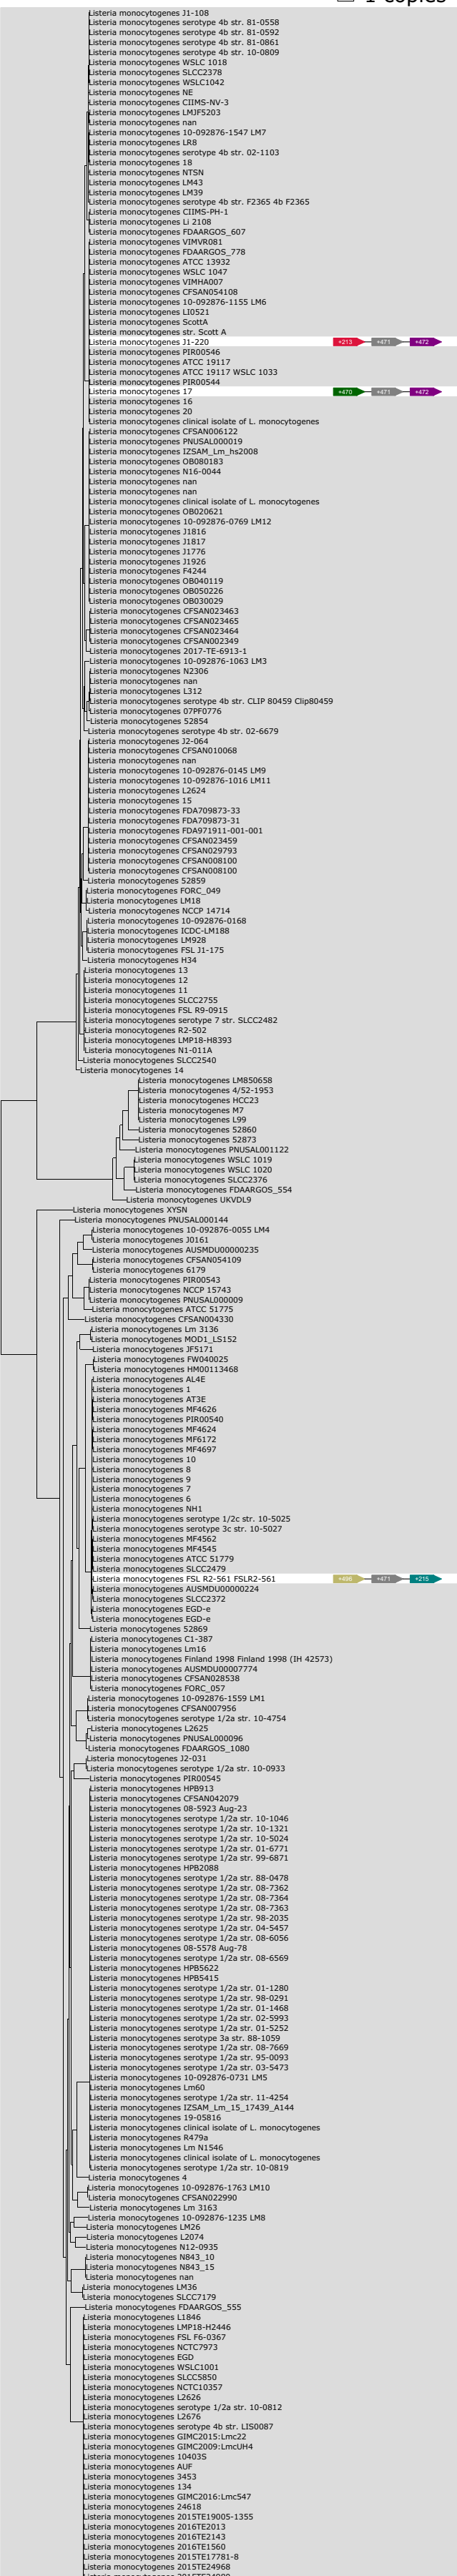 1 copies
Listeria monocytogenes J1-108
Listeria monocytogenes serotype 4b str. 81-0558
Listeria monocytogenes serotype 4b str. 81-0592
Listeria monocytogenes serotype 4b str. 81-0861
Listeria monocytogenes serotype 4b str. 10-0809
Listeria monocytogenes WSLC 1018
Listeria monocytogenes SLCC2378
Listeria monocytogenes WSLC1042
Listeria monocytogenes NE
Listeria monocytogenes CIIMS-NV-3
Listeria monocytogenes LMJF5203
Listeria monocytogenes nan
Listeria monocytogenes 10-092876-1547 LM7
Listeria monocytogenes LR8
Listeria monocytogenes serotype 4b str. 02-1103
Listeria monocytogenes 18
Listeria monocytogenes NTSN
Listeria monocytogenes LM43
Listeria monocytogenes LM39
Listeria monocytogenes serotype 4b str. F2365 4b F2365
Listeria monocytogenes CIIMS-PH-1
Listeria monocytogenes Li 2108
Listeria monocytogenes FDAARGOS_607
Listeria monocytogenes VIMVR081
Listeria monocytogenes FDAARGOS_778
Listeria monocytogenes ATCC 13932
Listeria monocytogenes WSLC 1047
Listeria monocytogenes VIMHA007
Listeria monocytogenes CFSAN054108
Listeria monocytogenes 10-092876-1155 LM6
Listeria monocytogenes LI0521
Listeria monocytogenes ScottA
Listeria monocytogenes str. Scott A
Listeria monocytogenes J1-220 +213 +471 +472
Listeria monocytogenes PIR00546
Listeria monocytogenes ATCC 19117
Listeria monocytogenes ATCC 19117 WSLC 1033
Listeria monocytogenes PIR00544
Listeria monocytogenes 17 +470 +471 +472
Listeria monocytogenes 16
Listeria monocytogenes 20
Listeria monocytogenes clinical isolate of L. monocytogenes
Listeria monocytogenes CFSAN006122
Listeria monocytogenes PNUSAL000019
Listeria monocytogenes IZSAM_Lm_hs2008
Listeria monocytogenes OB080183
Listeria monocytogenes N16-0044
Listeria monocytogenes nan
Listeria monocytogenes nan
Listeria monocytogenes clinical isolate of L. monocytogenes
Listeria monocytogenes OB020621
Listeria monocytogenes 10-092876-0769 LM12
Listeria monocytogenes J1816
Listeria monocytogenes J1817
Listeria monocytogenes J1776
Listeria monocytogenes J1926
Listeria monocytogenes F4244
Listeria monocytogenes OB040119
Listeria monocytogenes OB050226
Listeria monocytogenes OB030029
Listeria monocytogenes CFSAN023463
Listeria monocytogenes CFSAN023465
Listeria monocytogenes CFSAN023464
Listeria monocytogenes CFSAN002349
Listeria monocytogenes 2017-TE-6913-1
Listeria monocytogenes 10-092876-1063 LM3
Listeria monocytogenes N2306
Listeria monocytogenes nan
Listeria monocytogenes L312
Listeria monocytogenes serotype 4b str. CLIP 80459 Clip80459
Listeria monocytogenes 07PF0776
Listeria monocytogenes 52854
Listeria monocytogenes serotype 4b str. 02-6679
Listeria monocytogenes J2-064
Listeria monocytogenes CFSAN010068
Listeria monocytogenes nan
Listeria monocytogenes 10-092876-0145 LM9
Listeria monocytogenes 10-092876-1016 LM11
Listeria monocytogenes L2624
Listeria monocytogenes 15
Listeria monocytogenes FDA709873-33
Listeria monocytogenes FDA709873-31
Listeria monocytogenes FDA971911-001-001
Listeria monocytogenes CFSAN023459
Listeria monocytogenes CFSAN029793
Listeria monocytogenes CFSAN008100
Listeria monocytogenes CFSAN008100
Listeria monocytogenes 52859
Listeria monocytogenes FORC_049
Listeria monocytogenes LM18
Listeria monocytogenes NCCP 14714
Listeria monocytogenes 10-092876-0168
Listeria monocytogenes ICDC-LM188
Listeria monocytogenes LM928
Listeria monocytogenes FSL J1-175
Listeria monocytogenes H34
Listeria monocytogenes 13
Listeria monocytogenes 12
Listeria monocytogenes 11
Listeria monocytogenes SLCC2755
Listeria monocytogenes FSL R9-0915
Listeria monocytogenes serotype 7 str. SLCC2482
Listeria monocytogenes R2-502
Listeria monocytogenes LMP18-H8393
Listeria monocytogenes N1-011A
Listeria monocytogenes SLCC2540
Listeria monocytogenes 14
Listeria monocytogenes LM850658
Listeria monocytogenes 4/52-1953
Listeria monocytogenes HCC23
Listeria monocytogenes M7
Listeria monocytogenes L99
Listeria monocytogenes 52860
Listeria monocytogenes 52873
Listeria monocytogenes PNUSAL001122
Listeria monocytogenes WSLC 1019
Listeria monocytogenes WSLC 1020
Listeria monocytogenes SLCC2376
Listeria monocytogenes FDAARGOS_554
Listeria monocytogenes UKVDL9
Listeria monocytogenes XYSN
Listeria monocytogenes PNUSAL000144
Listeria monocytogenes 10-092876-0055 LM4
Listeria monocytogenes J0161
Listeria monocytogenes AUSMDU00000235
Listeria monocytogenes CFSAN054109
Listeria monocytogenes 6179
Listeria monocytogenes PIR00543
Listeria monocytogenes NCCP 15743
Listeria monocytogenes PNUSAL000009
Listeria monocytogenes ATCC 51775
Listeria monocytogenes CFSAN004330
Listeria monocytogenes Lm 3136
Listeria monocytogenes MOD1_LS152
Listeria monocytogenes JF5171
Listeria monocytogenes FW040025
Listeria monocytogenes HM00113468
Listeria monocytogenes AL4E
Listeria monocytogenes 1
Listeria monocytogenes AT3E
Listeria monocytogenes MF4626
Listeria monocytogenes PIR00540
Listeria monocytogenes MF4624
Listeria monocytogenes MF6172
Listeria monocytogenes MF4697
Listeria monocytogenes 10
Listeria monocytogenes 8
Listeria monocytogenes 9
Listeria monocytogenes 7
Listeria monocytogenes 6
Listeria monocytogenes NH1
Listeria monocytogenes serotype 1/2c str. 10-5025
Listeria monocytogenes serotype 3c str. 10-5027
Listeria monocytogenes MF4562
Listeria monocytogenes MF4545
Listeria monocytogenes ATCC 51779
Listeria monocytogenes SLCC2479
Listeria monocytogenes FSL R2-561 FSLR2-561 +471 +215
Listeria monocytogenes AUSMDU00000224
Listeria monocytogenes SLCC2372
Listeria monocytogenes EGD-e
Listeria monocytogenes EGD-e
Listeria monocytogenes 52869
Listeria monocytogenes C1-387
Listeria monocytogenes Lm16
Listeria monocytogenes Finland 1998 Finland 1998 (IH 42573)
Listeria monocytogenes AUSMDU00007774
Listeria monocytogenes CFSAN028538
Listeria monocytogenes FORC_057
Listeria monocytogenes 10-092876-1559 LM1
Listeria monocytogenes CFSAN007956
Listeria monocytogenes serotype 1/2a str. 10-4754
Listeria monocytogenes L2625
Listeria monocytogenes PNUSAL000096
Listeria monocytogenes FDAARGOS_1080
Listeria monocytogenes J2-031
Listeria monocytogenes serotype 1/2a str. 10-0933
Listeria monocytogenes PIR00545
Listeria monocytogenes HPB913
Listeria monocytogenes CFSAN042079
Listeria monocytogenes 08-5923 Aug-23
Listeria monocytogenes serotype 1/2a str. 10-1046
Listeria monocytogenes serotype 1/2a str. 10-1321
Listeria monocytogenes serotype 1/2a str. 10-5024
Listeria monocytogenes serotype 1/2a str. 01-6771
Listeria monocytogenes serotype 1/2a str. 99-6871
Listeria monocytogenes HPB2088
Listeria monocytogenes serotype 1/2a str. 88-0478
Listeria monocytogenes serotype 1/2a str. 08-7362
Listeria monocytogenes serotype 1/2a str. 08-7364
Listeria monocytogenes serotype 1/2a str. 08-7363
Listeria monocytogenes serotype 1/2a str. 98-2035
Listeria monocytogenes serotype 1/2a str. 04-5457
Listeria monocytogenes serotype 1/2a str. 08-6056
Listeria monocytogenes 08-5578 Aug-78
Listeria monocytogenes serotype 1/2a str. 08-6569
Listeria monocytogenes HPB5622
Listeria monocytogenes HPB5415
Listeria monocytogenes serotype 1/2a str. 01-1280
Listeria monocytogenes serotype 1/2a str. 98-0291
Listeria monocytogenes serotype 1/2a str. 01-1468
Listeria monocytogenes serotype 1/2a str. 02-5993
Listeria monocytogenes serotype 1/2a str. 01-5252
Listeria monocytogenes serotype 3a str. 88-1059
Listeria monocytogenes serotype 1/2a str. 08-7669
Listeria monocytogenes serotype 1/2a str. 95-0093
Listeria monocytogenes serotype 1/2a str. 03-5473
Listeria monocytogenes 10-092876-0731 LM5
Listeria monocytogenes Lm60
Listeria monocytogenes serotype 1/2a str. 11-4254
Listeria monocytogenes IZSAM_Lm_15_17439_A144
Listeria monocytogenes 19-05816
Listeria monocytogenes clinical isolate of L. monocytogenes
Listeria monocytogenes R479a
Listeria monocytogenes Lm N1546
Listeria monocytogenes clinical isolate of L. monocytogenes
Listeria monocytogenes serotype 1/2a str. 10-0819
Listeria monocytogenes 4
Listeria monocytogenes 10-092876-1763 LM10
Listeria monocytogenes CFSAN022990
Listeria monocytogenes Lm 3163
Listeria monocytogenes 10-092876-1235 LM8
Listeria monocytogenes LM26
Listeria monocytogenes L2074
Listeria monocytogenes N12-0935
Listeria monocytogenes N843_10
Listeria monocytogenes N843_15
Listeria monocytogenes nan
Listeria monocytogenes LM36
Listeria monocytogenes SLCC7179
Listeria monocytogenes FDAARGOS_555
Listeria monocytogenes L1846
Listeria monocytogenes LMP18-H2446
Listeria monocytogenes FSL F6-0367
Listeria monocytogenes NCTC7973
Listeria monocytogenes EGD
Listeria monocytogenes WSLC1001
Listeria monocytogenes SLCC5850
Listeria monocytogenes NCTC10357
Listeria monocytogenes L2626
Listeria monocytogenes serotype 1/2a str. 10-0812
Listeria monocytogenes L2676
Listeria monocytogenes serotype 4b str. LIS0087
Listeria monocytogenes GIMC2015:Lmc22
Listeria monocytogenes GIMC2009:LmcUH4
Listeria monocytogenes 10403S
Listeria monocytogenes AUF
Listeria monocytogenes 3453
Listeria monocytogenes 134
Listeria monocytogenes GIMC2016:Lmc547
Listeria monocytogenes 24618
Listeria monocytogenes 2015TE19005-1355
Listeria monocytogenes 2016TE2013
Listeria monocytogenes 2016TE2143
Listeria monocytogenes 2016TE1560
Listeria monocytogenes 2015TE17781-8
Listeria monocytogenes 2015TE24968